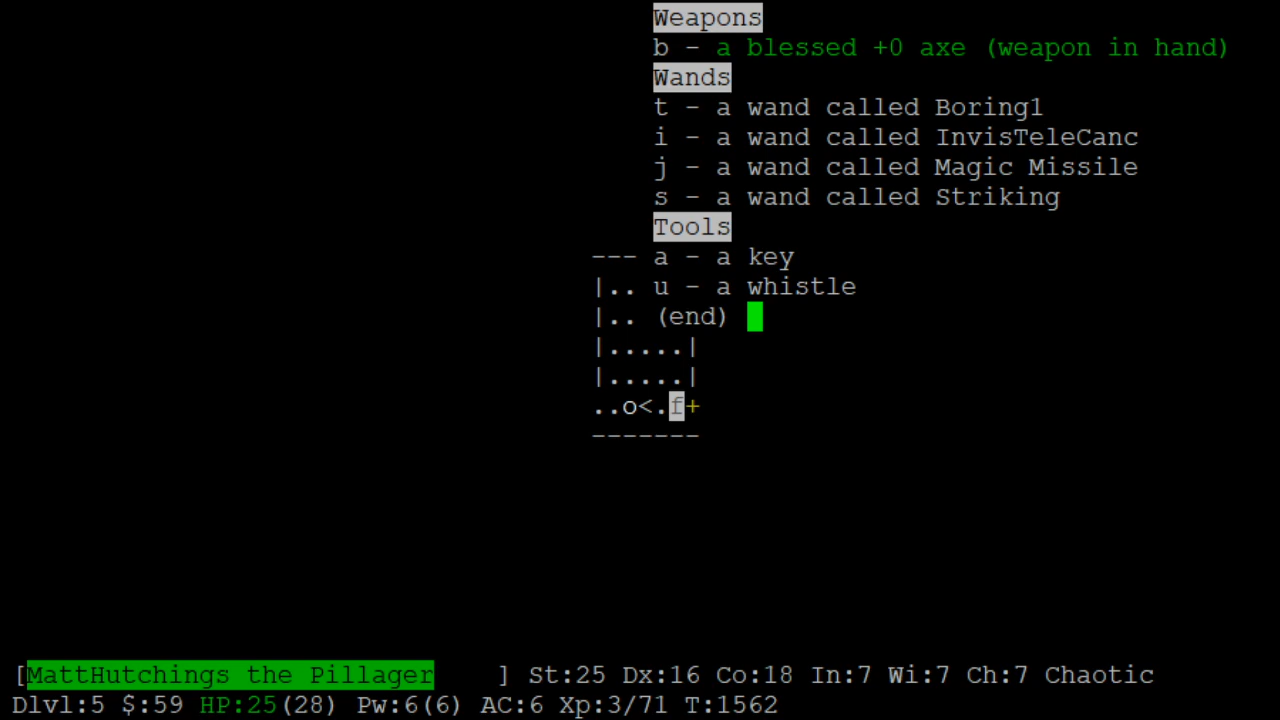 Weapons
b - a blessed +0 axe (weapon in hand)
Wands
t - a wand called Boring1
i - a wand called InvisTeleCanc
j - a wand called Magic Missile
s - a wand called Striking
Tools
--- a - a key
|.. u - a whistle
|.. (end)
|.....|
|.....|
..o<.f+
-------
[MattHutchings the Pillager ] St:25 Dx:16 Co:18 In:7 Wi:7 Ch:7 Chaotic
Dlvl:5 $:59 HP:25(28) Pw:6(6) AC:6 Xp:3/71 T:1562